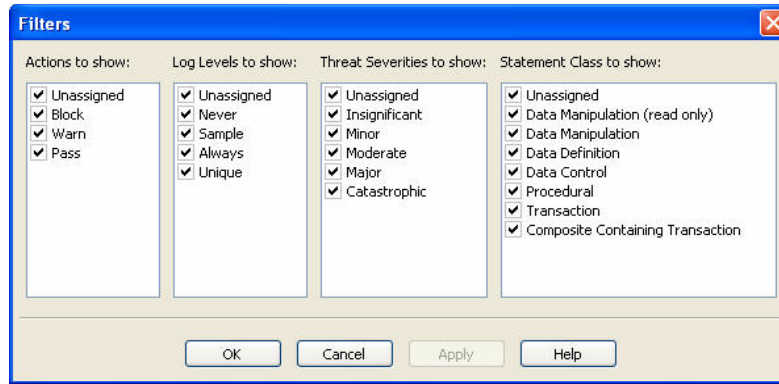 Filters
Actions to show:
Unassigned
Block
Warn
Pass
Log Levels to show:
Unassigned
Never
Sample
Always
Unique
Threat Severities to show:
Unassigned
Insignificant
Minor
Moderate
Major
Catastrophic
Statement Class to show:
Unassigned
Data Manipulation (read only)
Data Manipulation
Data Definition
Data Control
Procedural
Transaction
Composite Containing Transaction
OK
Cancel
Apply
Help